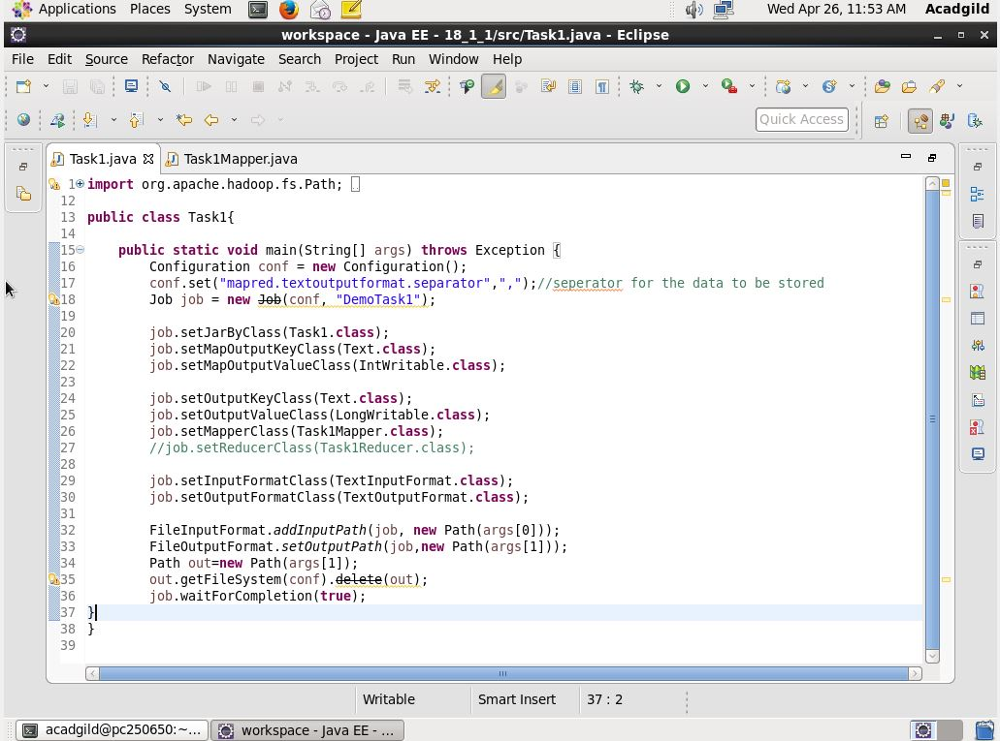 Applications Places System Wed Apr 26, 11:53 AM Acadgild
workspace - Java EE - 18_1_1/src/Task1.java - Eclipse
File Edit Source Refactor Navigate Search Project Run Window Help
Quick Access
Task1.java Task1Mapper.java
1 import org.apache.hadoop.fs.Path;
12
13 public class Task1{
14
15 public static void main(String[] args) throws Exception {
16 Configuration conf = new Configuration();
17 conf.set("mapred.textoutputformat.separator",",");//seperator for the data to be stored
18 Job job = new Job(conf, "DemoTask1");
19
20 job.setJarByClass(Task1.class);
21 job.setMapOutputKeyClass(Text.class);
22 job.setMapOutputValueClass(IntWritable.class);
23
24 job.setOutputKeyClass(Text.class);
25 job.setOutputValueClass(LongWritable.class);
26 job.setMapperClass(Task1Mapper.class);
27 //job.setReducerClass(Task1Reducer.class);
28
29 job.setInputFormatClass(TextInputFormat.class);
30 job.setOutputFormatClass(TextOutputFormat.class);
31
32 FileInputFormat.addInputPath(job, new Path(args[0]));
33 FileOutputFormat.setOutputPath(job,new Path(args[1]));
34 Path out=new Path(args[1]);
35 out.getFileSystem(conf).delete(out);
36 job.waitForCompletion(true);
37 }
38 }
39
Writable Smart Insert 37 : 2
acadgild@pc250650:~... workspace - Java EE - ...